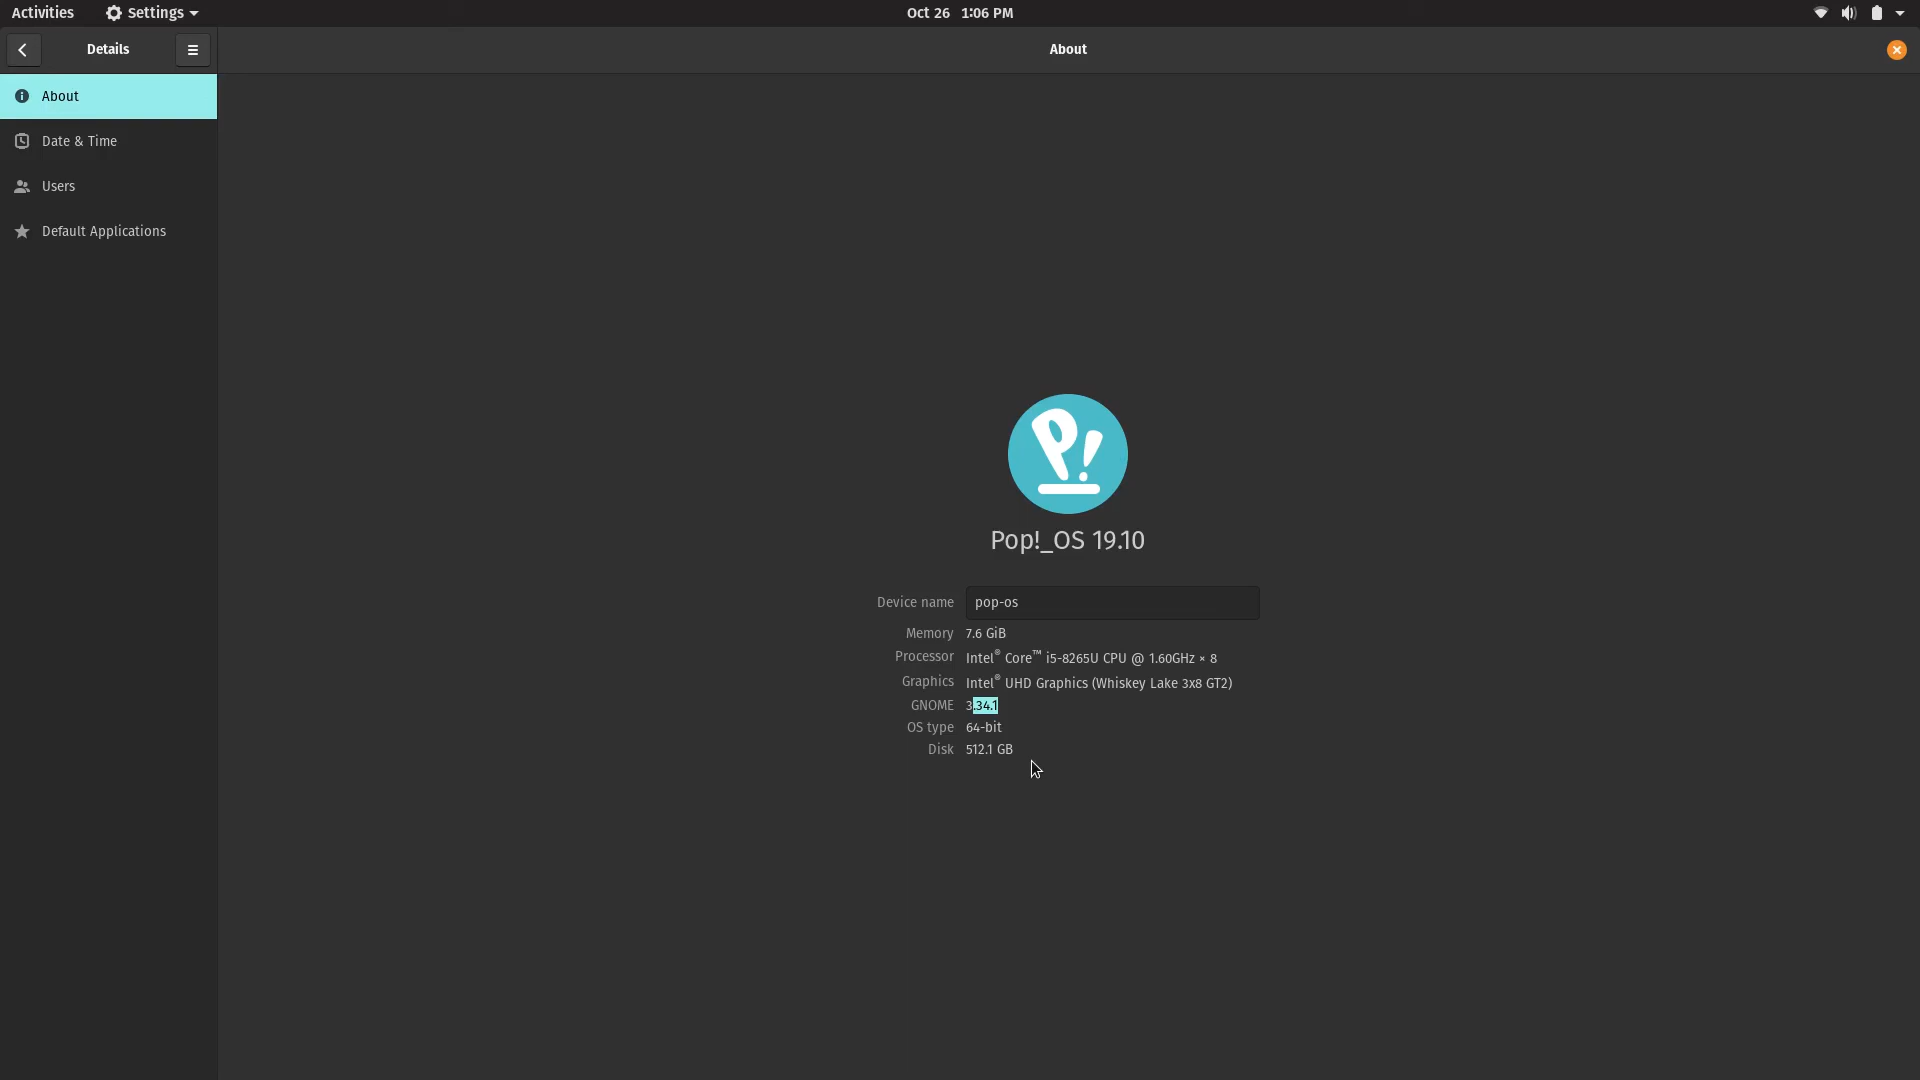 Activities Settings Oct 26 1:06 PM
Details About
About
Date & Time
Users
Default Applications
P!
Pop!_OS 19.10
Device name pop-os
Memory 7.6 GiB
Processor Intel® Core™ i5-8265U CPU @ 1.60GHz × 8
Graphics Intel® UHD Graphics (Whiskey Lake 3x8 GT2)
GNOME 3.34.1
OS type 64-bit
Disk 512.1 GB